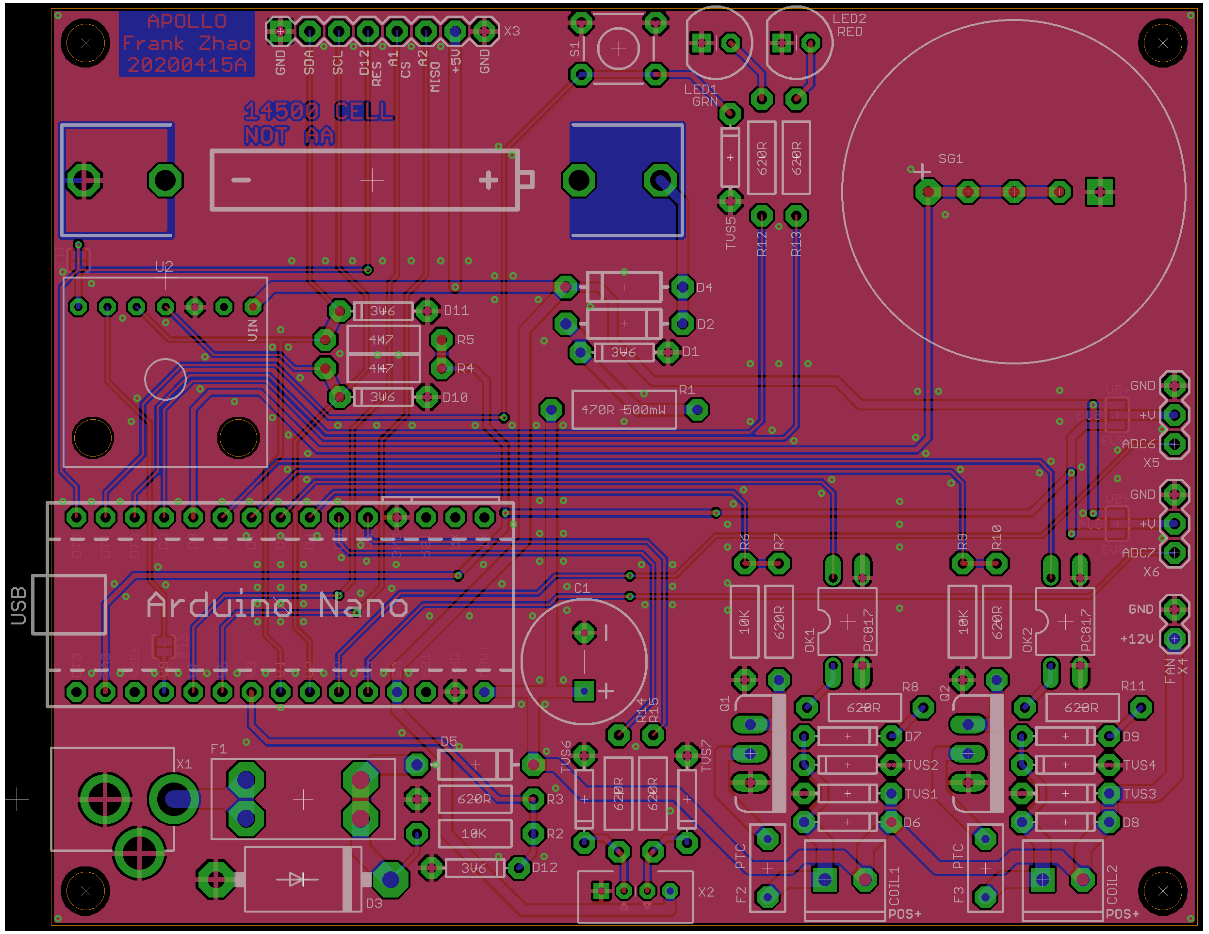 APOLLO
Frank Zhao
20200415A
GND
SDA
SCL
D12
RES
A1
CS
A2
MISO
+5V
GND
X3
S1
LED1
GRN
LED2
RED
14500 CELL
NOT AA
620R
620R
SG1
TVS5
R12
R13
U2
VIN
D4
D11
3V6
D2
4K7
R5
3V6
D1
4K7
R4
3V6
D10
R1
470R 500mW
GND
+V
ADC6
X5
GND
+V
ADC7
X6
R6
R7
R9
R10
USB
Arduino Nano
C1
10K
620R
OK1
PC817
10K
620R
OK2
PC817
GND
+12V
FAN
X4
R14
R15
Q1
R8
620R
Q2
R11
620R
F1
X1
D5
TVS6
TVS7
D7
D9
TVS2
TVS4
620R
R3
620R
620R
TVS1
TVS3
10K
R2
D6
D8
3V6
D12
PTC
PTC
D3
X2
F2
COIL1
POS+
F3
COIL2
POS+